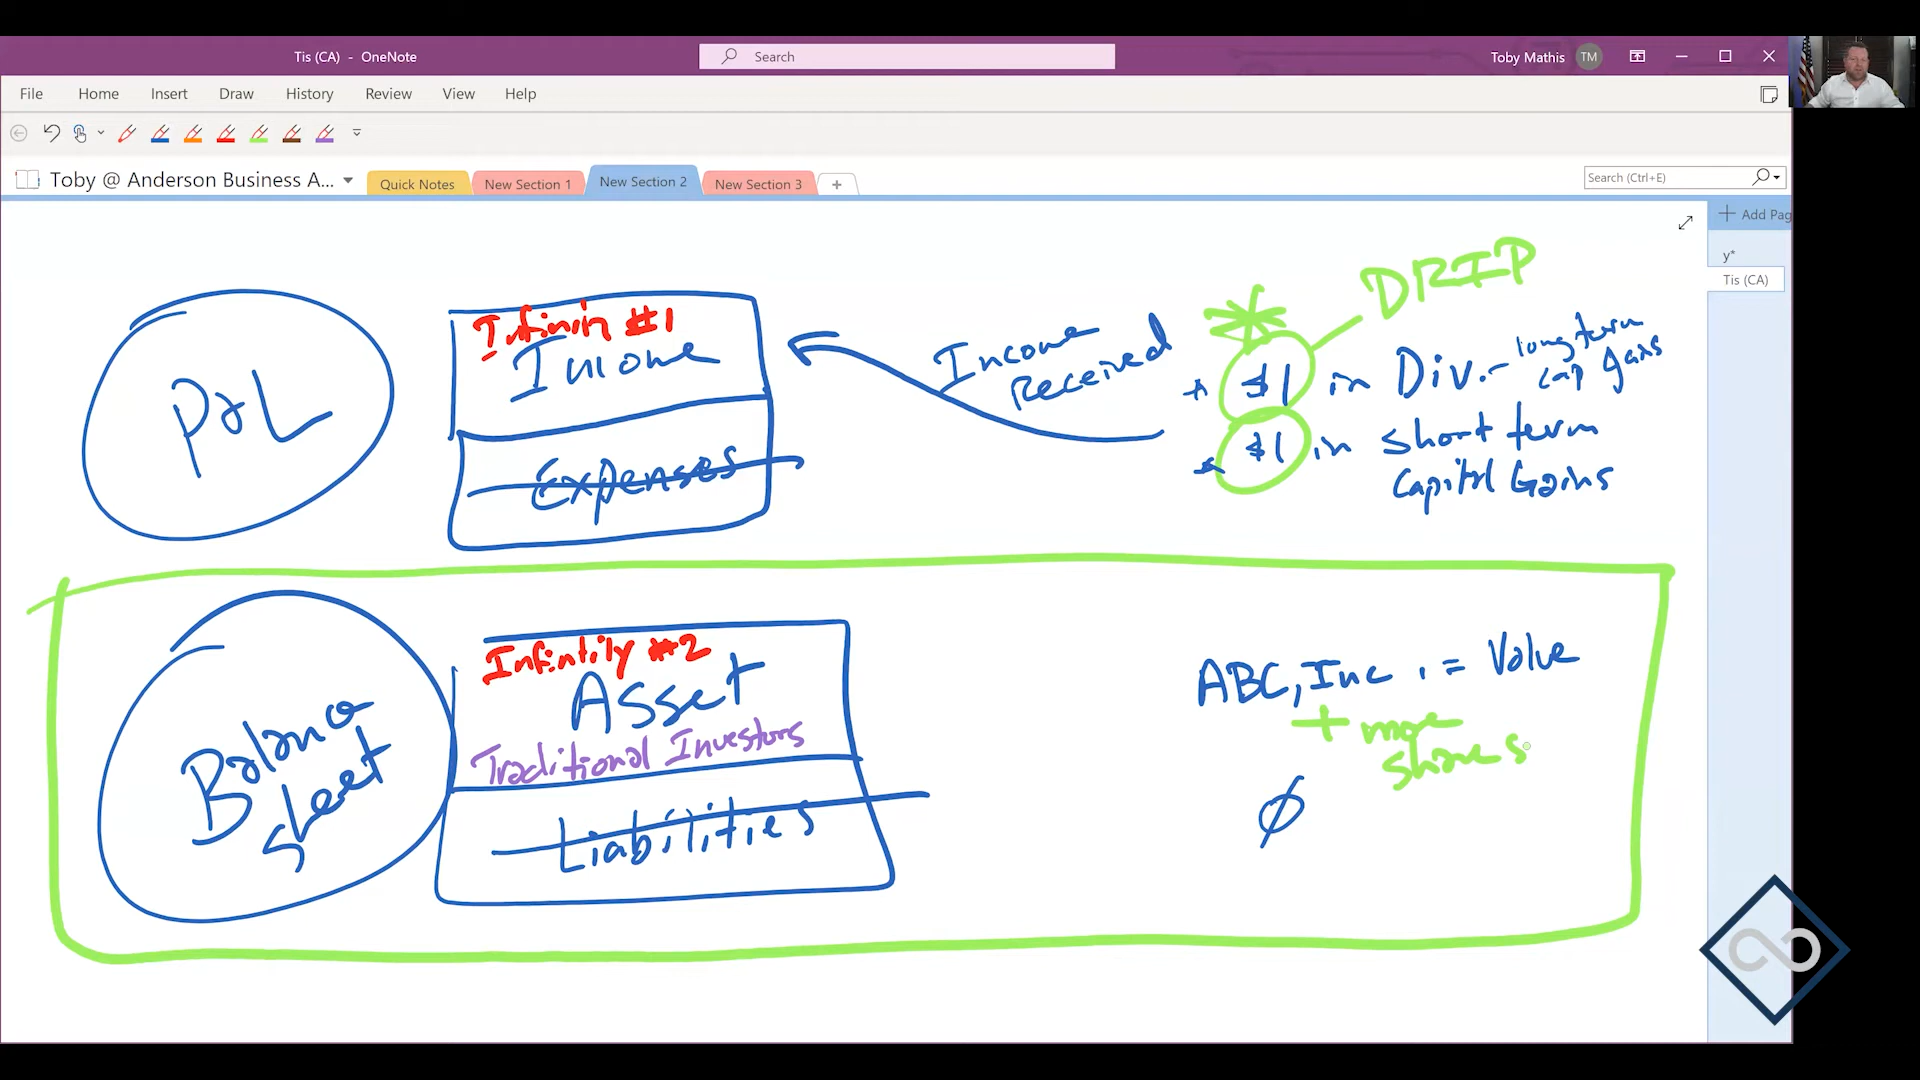 Tis (CA) - OneNote
Search
Toby Mathis
TM
File Home Insert Draw History Review View Help
Toby @ Anderson Business A...
Quick Notes
New Section 1
New Section 2
New Section 3
Search (Ctrl+E)
Add Pag
y*
Tis (CA)
P&L
Infinin #1
Income
Expenses
Income
Received
DRIP
* $1 in Div. - long term
cap gains
* $1 in short term
Capital Gains
Balance
Sheet
Infintily #2
Asset
Traditional Investors
Liabilities
ABC, Inc. = Value
+ more
shares
Ø